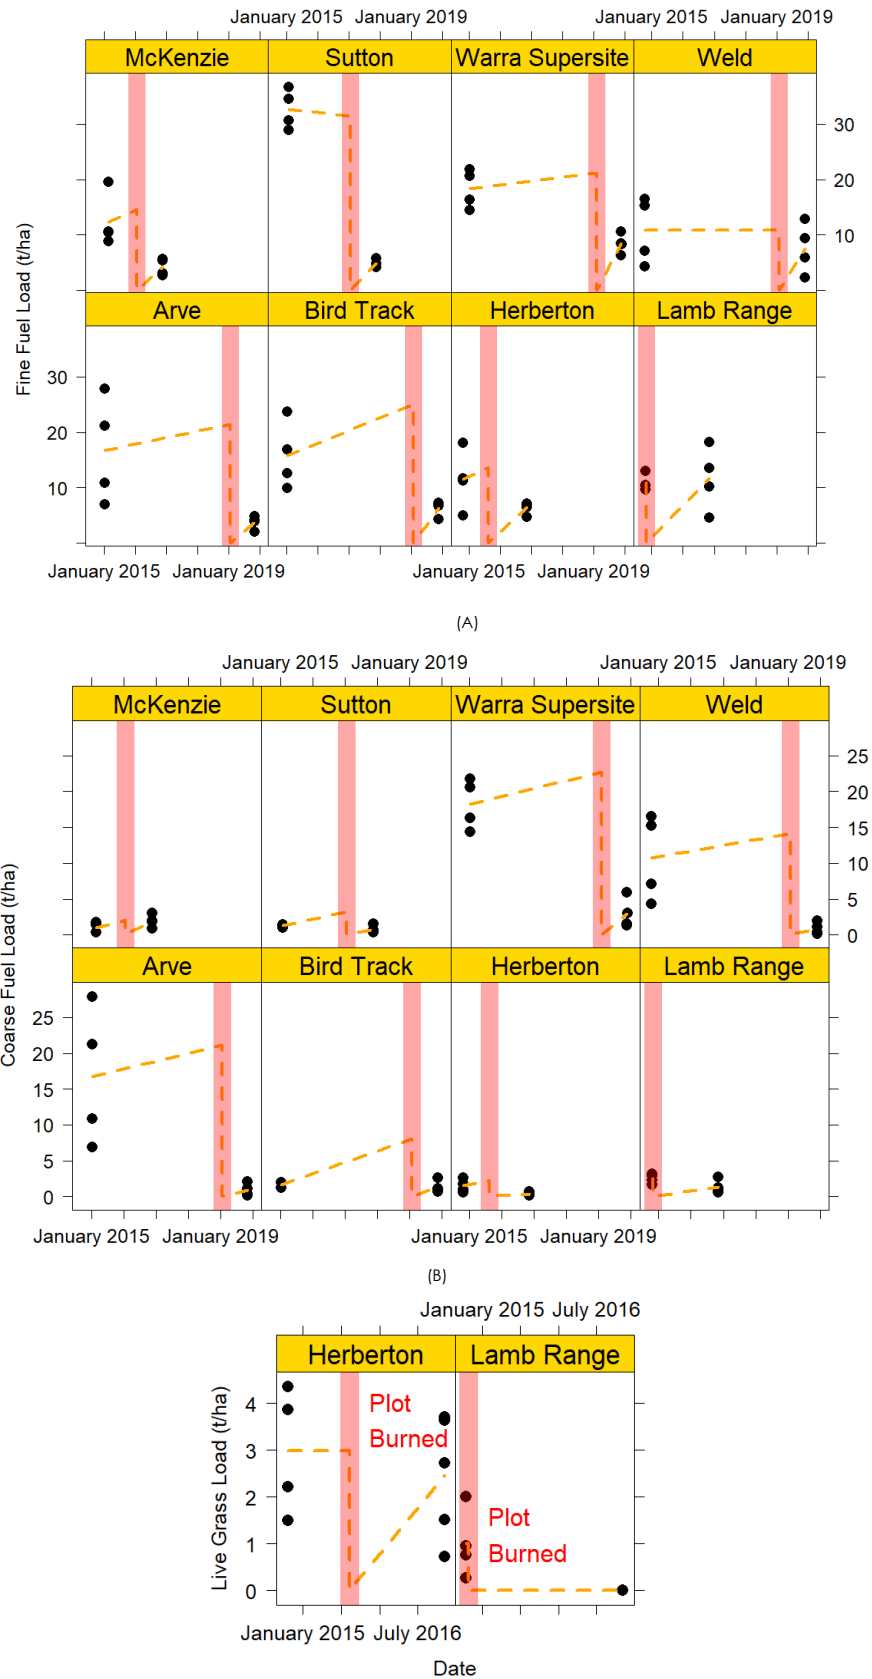 January 2015 January 2019 January 2015 January 2019
McKenzie Sutton Warra Supersite Weld
30
20
10
Fine Fuel Load (t/ha)
Arve Bird Track Herberton Lamb Range
30
20
10
January 2015 January 2019 January 2015 January 2019
(A)
January 2015 January 2019 January 2015 January 2019
McKenzie Sutton Warra Supersite Weld
25
20
15
10
5
0
Coarse Fuel Load (t/ha)
Arve Bird Track Herberton Lamb Range
25
20
15
10
5
0
January 2015 January 2019 January 2015 January 2019
(B)
January 2015 July 2016
Herberton Lamb Range
Live Grass Load (t/ha)
4
3
2
1
0
Plot
Burned
Plot
Burned
January 2015 July 2016
Date